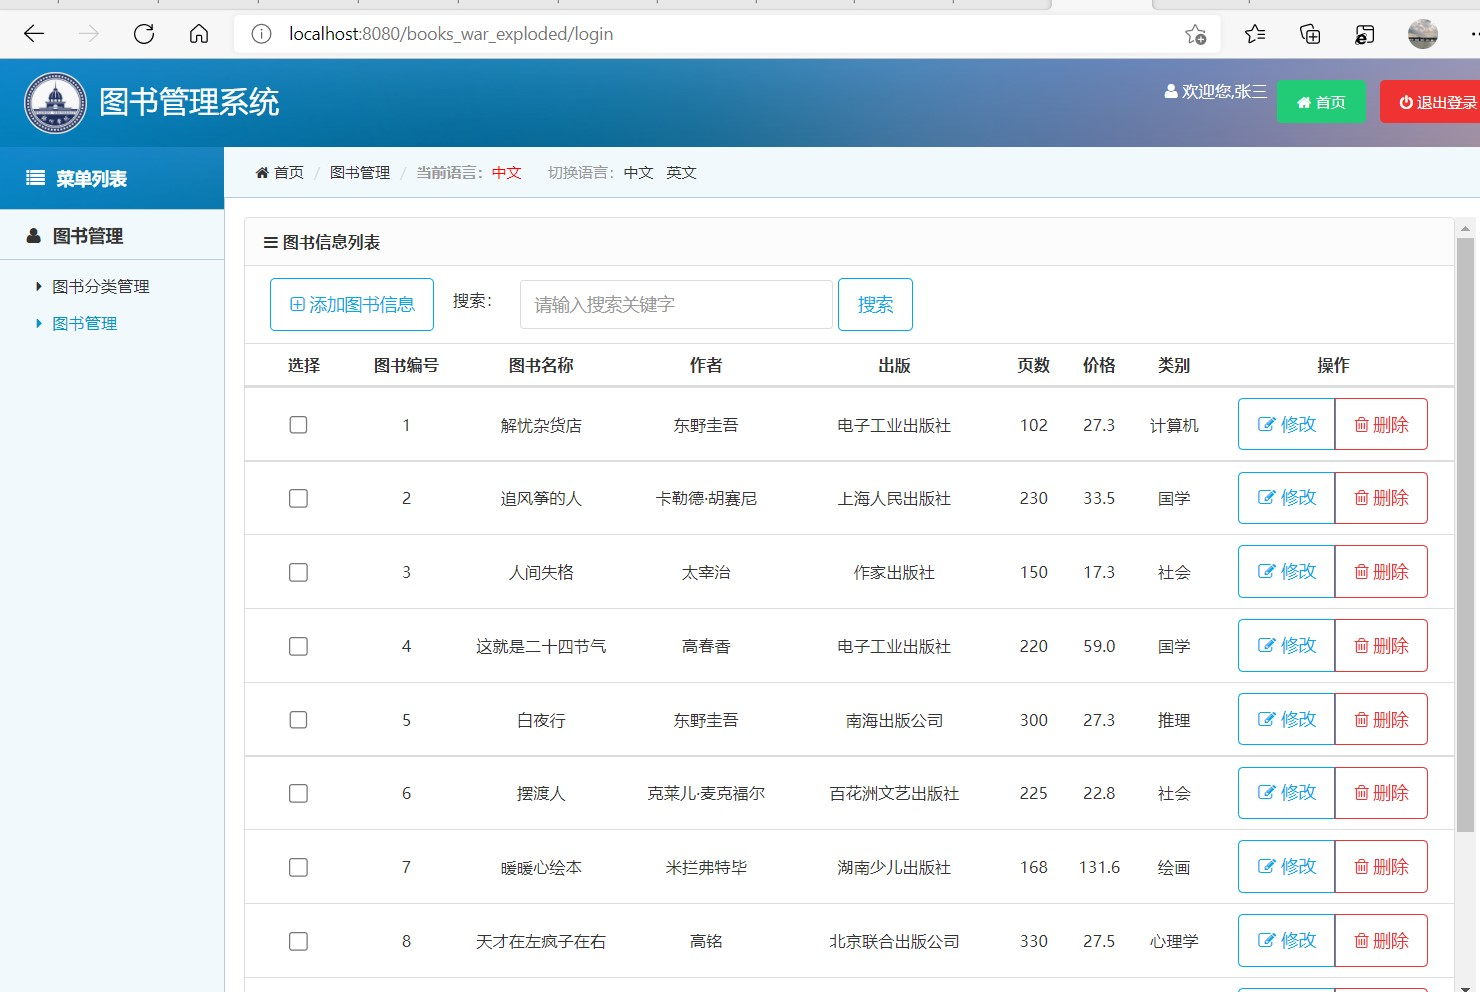 localhost:8080/books_war_exploded/login
图书管理系统
欢迎您,张三
首页
退出登录
菜单列表
首页 / 图书管理 / 当前语言：中文 切换语言：中文 英文
图书管理
图书分类管理
图书管理
图书信息列表
添加图书信息 搜索： 请输入搜索关键字 搜索
选择 图书编号 图书名称 作者 出版 页数 价格 类别 操作
1 解忧杂货店 东野圭吾 电子工业出版社 102 27.3 计算机 修改 删除
2 追风筝的人 卡勒德·胡赛尼 上海人民出版社 230 33.5 国学 修改 删除
3 人间失格 太宰治 作家出版社 150 17.3 社会 修改 删除
4 这就是二十四节气 高春香 电子工业出版社 220 59.0 国学 修改 删除
5 白夜行 东野圭吾 南海出版公司 300 27.3 推理 修改 删除
6 摆渡人 克莱儿·麦克福尔 百花洲文艺出版社 225 22.8 社会 修改 删除
7 暖暖心绘本 米拦弗特毕 湖南少儿出版社 168 131.6 绘画 修改 删除
8 天才在左疯子在右 高铭 北京联合出版公司 330 27.5 心理学 修改 删除